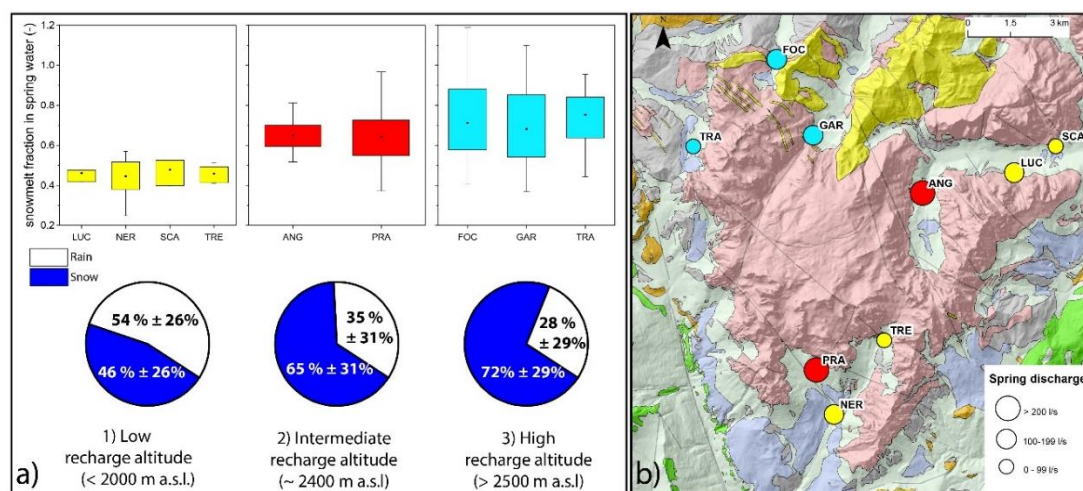 snowmelt fraction in spring water (-)
1.2
1.0
0.8
0.6
0.4
0.2
LUC NER SCA TRE
ANG PRA
FOC GAR TRA
Rain
Snow
54 % ± 26%
46 % ± 26%
35 %
± 31%
65 % ± 31%
28 %
± 29%
72% ± 29%
1) Low
recharge altitude
(< 2000 m a.s.l.)
2) Intermediate
recharge altitude
(~ 2400 m a.s.l)
3) High
recharge altitude
(> 2500 m a.s.l)
a)
N
0 1.5 3 km
FOC
GAR
TRA
SCA
LUC
ANG
TRE
PRA
NER
Spring discharge
> 200 l/s
100-199 l/s
0 - 99 l/s
b)